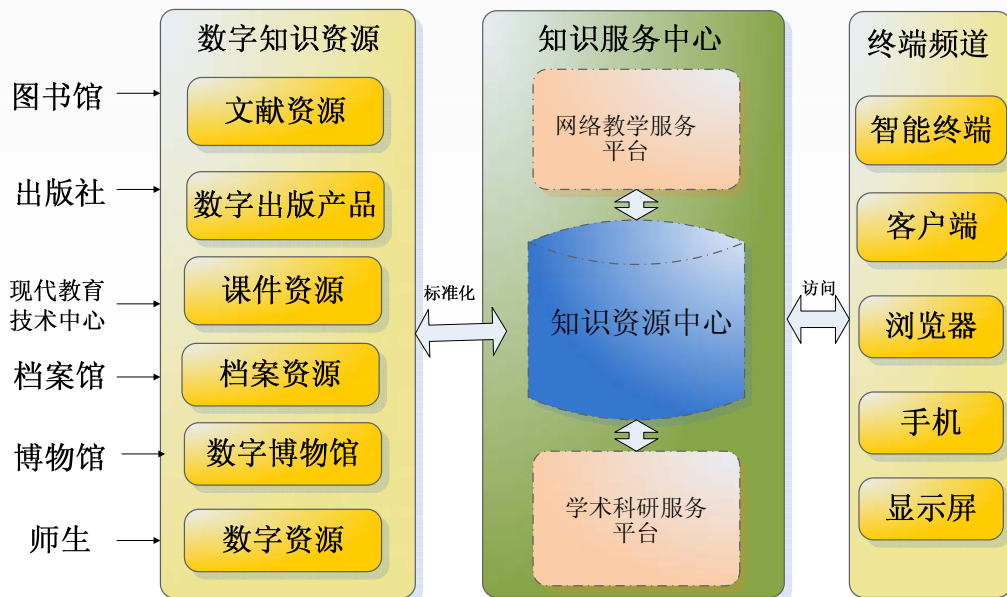 图书馆
出版社
现代教育
技术中心
档案馆
博物馆
师生
数字知识资源
文献资源
数字出版产品
课件资源
档案资源
数字博物馆
数字资源
标准化
知识服务中心
网络教学服务
平台
知识资源中心
学术科研服务
平台
访问
终端频道
智能终端
客户端
浏览器
手机
显示屏